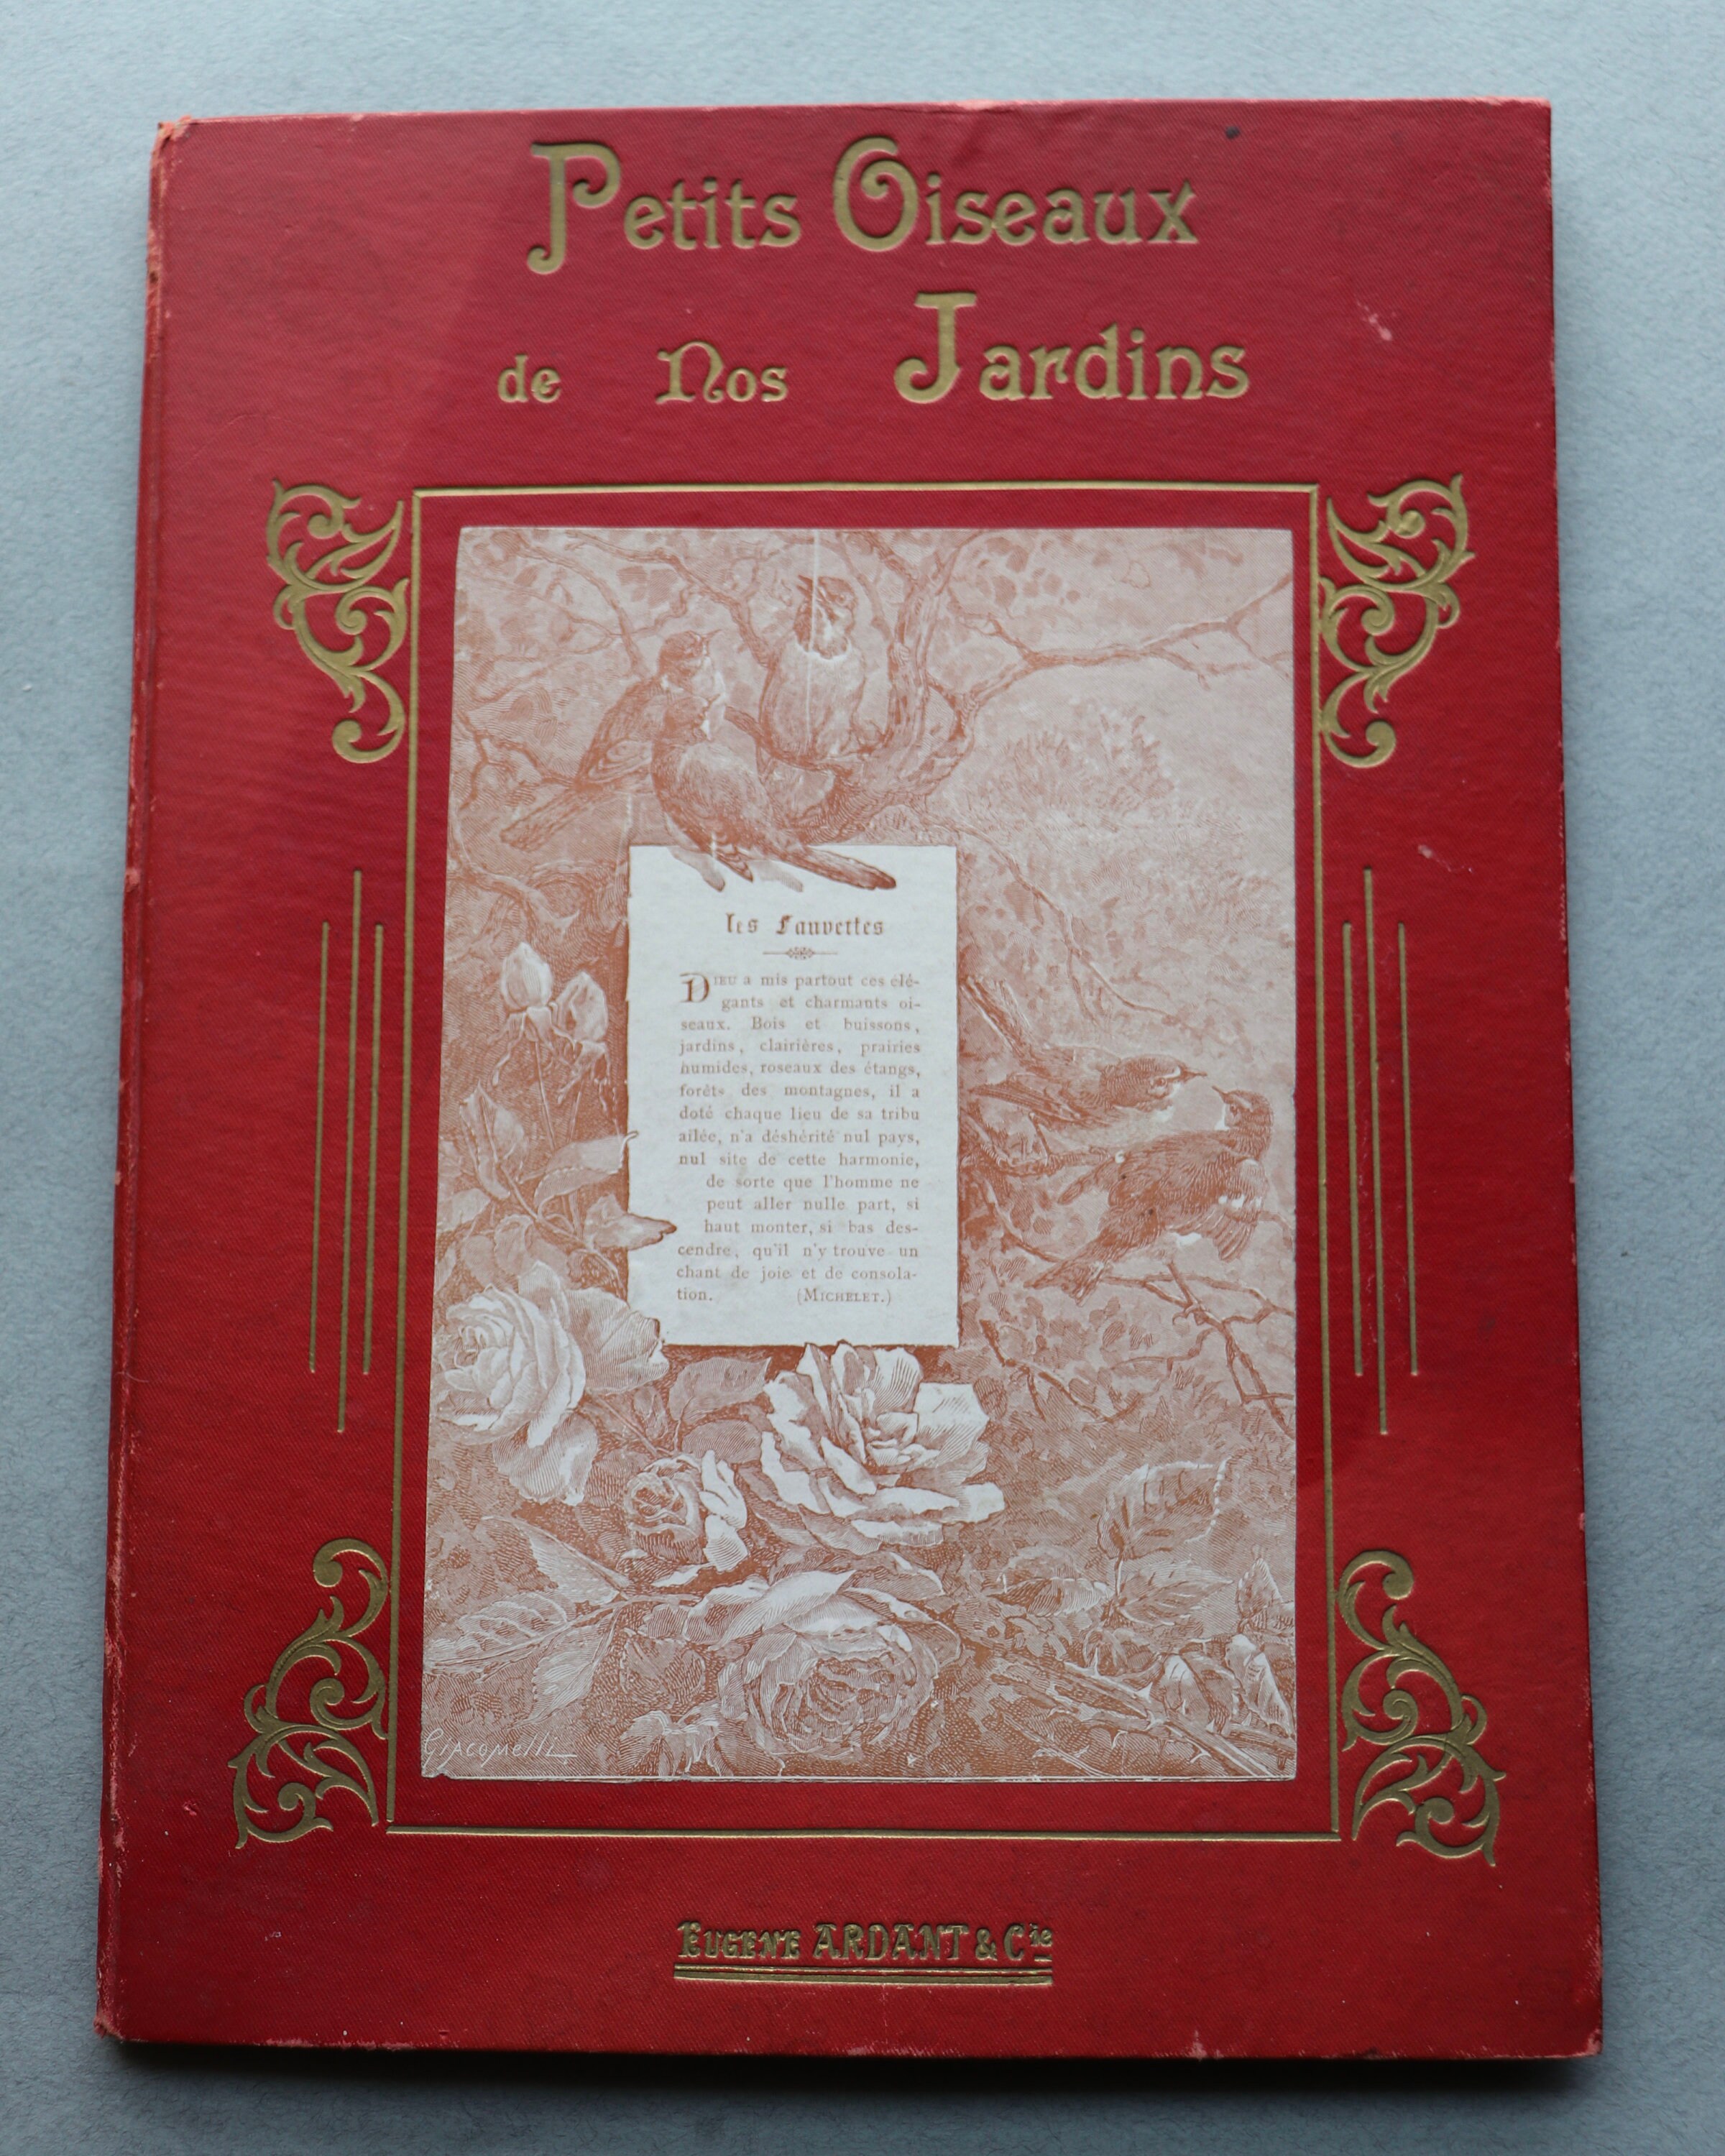 Petits Oiseaux
de Nos Jardins
Les Fauvettes
DIEU a mis partout ces élé-
gants et charmants oi-
seaux. Bois et buissons,
jardins, clairières, prairies
humides, roseaux des étangs,
forêts des montagnes, il a
doté chaque lieu de sa tribu
ailée, n'a déshérité nul pays,
nul site de cette harmonie,
de sorte que l'homme ne
peut aller nulle part, si
haut monter, si bas des-
cendre, qu'il n'y trouve un
chant de joie et de consola-
tion. (MICHELET.)
GIACOMELLI
EUGENE ARDANT & Cie